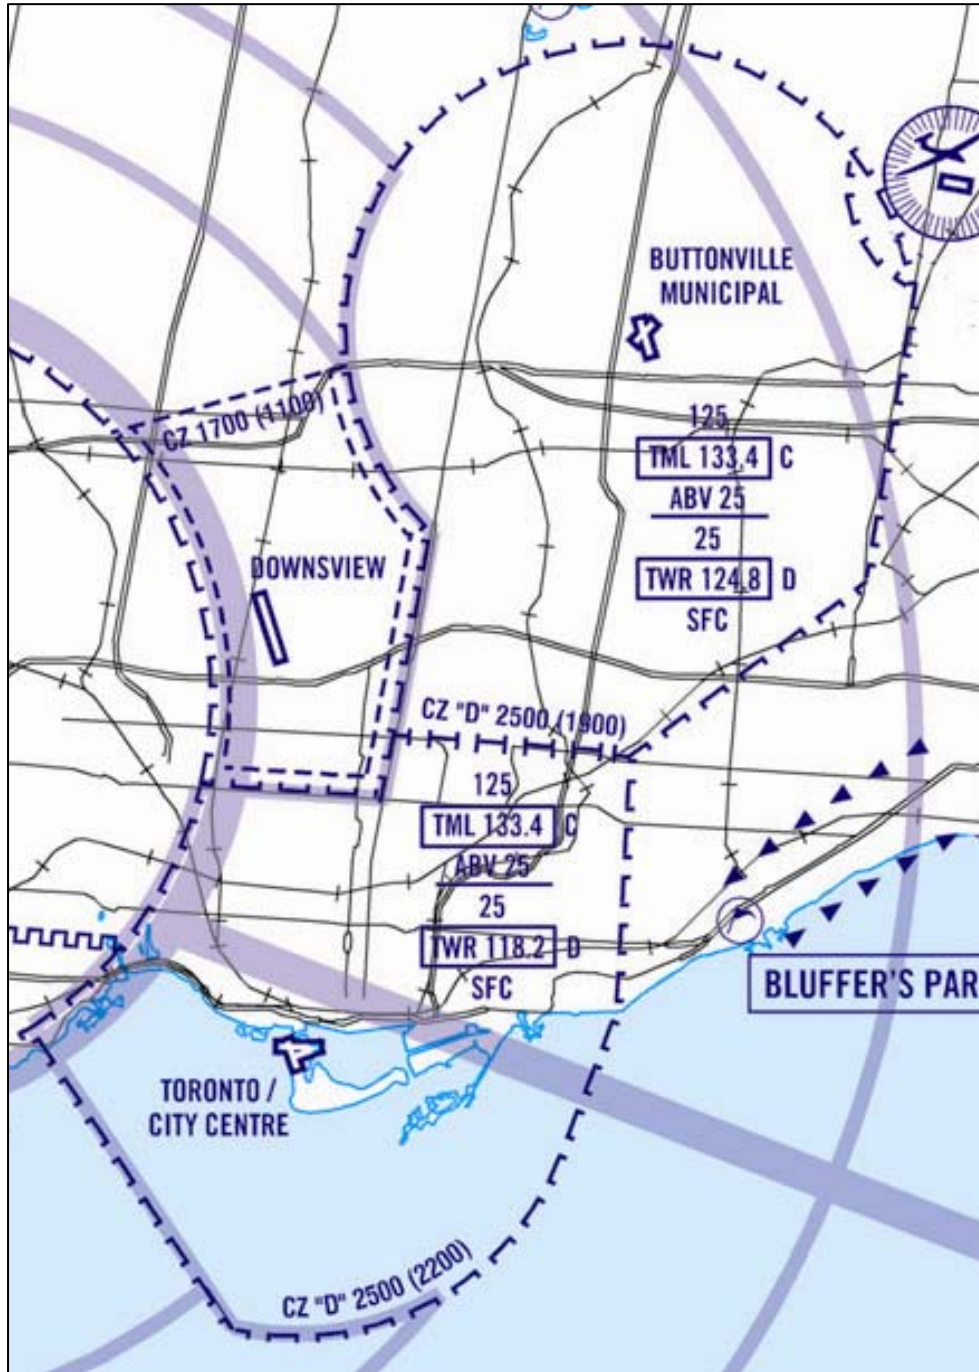 BUTTONVILLE
MUNICIPAL
CZ 1700 (1100)
125
TML 133.4 C
ABV 25
25
TWR 124.8 D
SFC
DOWNSVIEW
CZ "D" 2500 (1900)
125
TML 133.4 C
ABV 25
25
TWR 118.2 D
SFC
BLUFFER'S PAR
TORONTO /
CITY CENTRE
CZ "D" 2500 (2200)